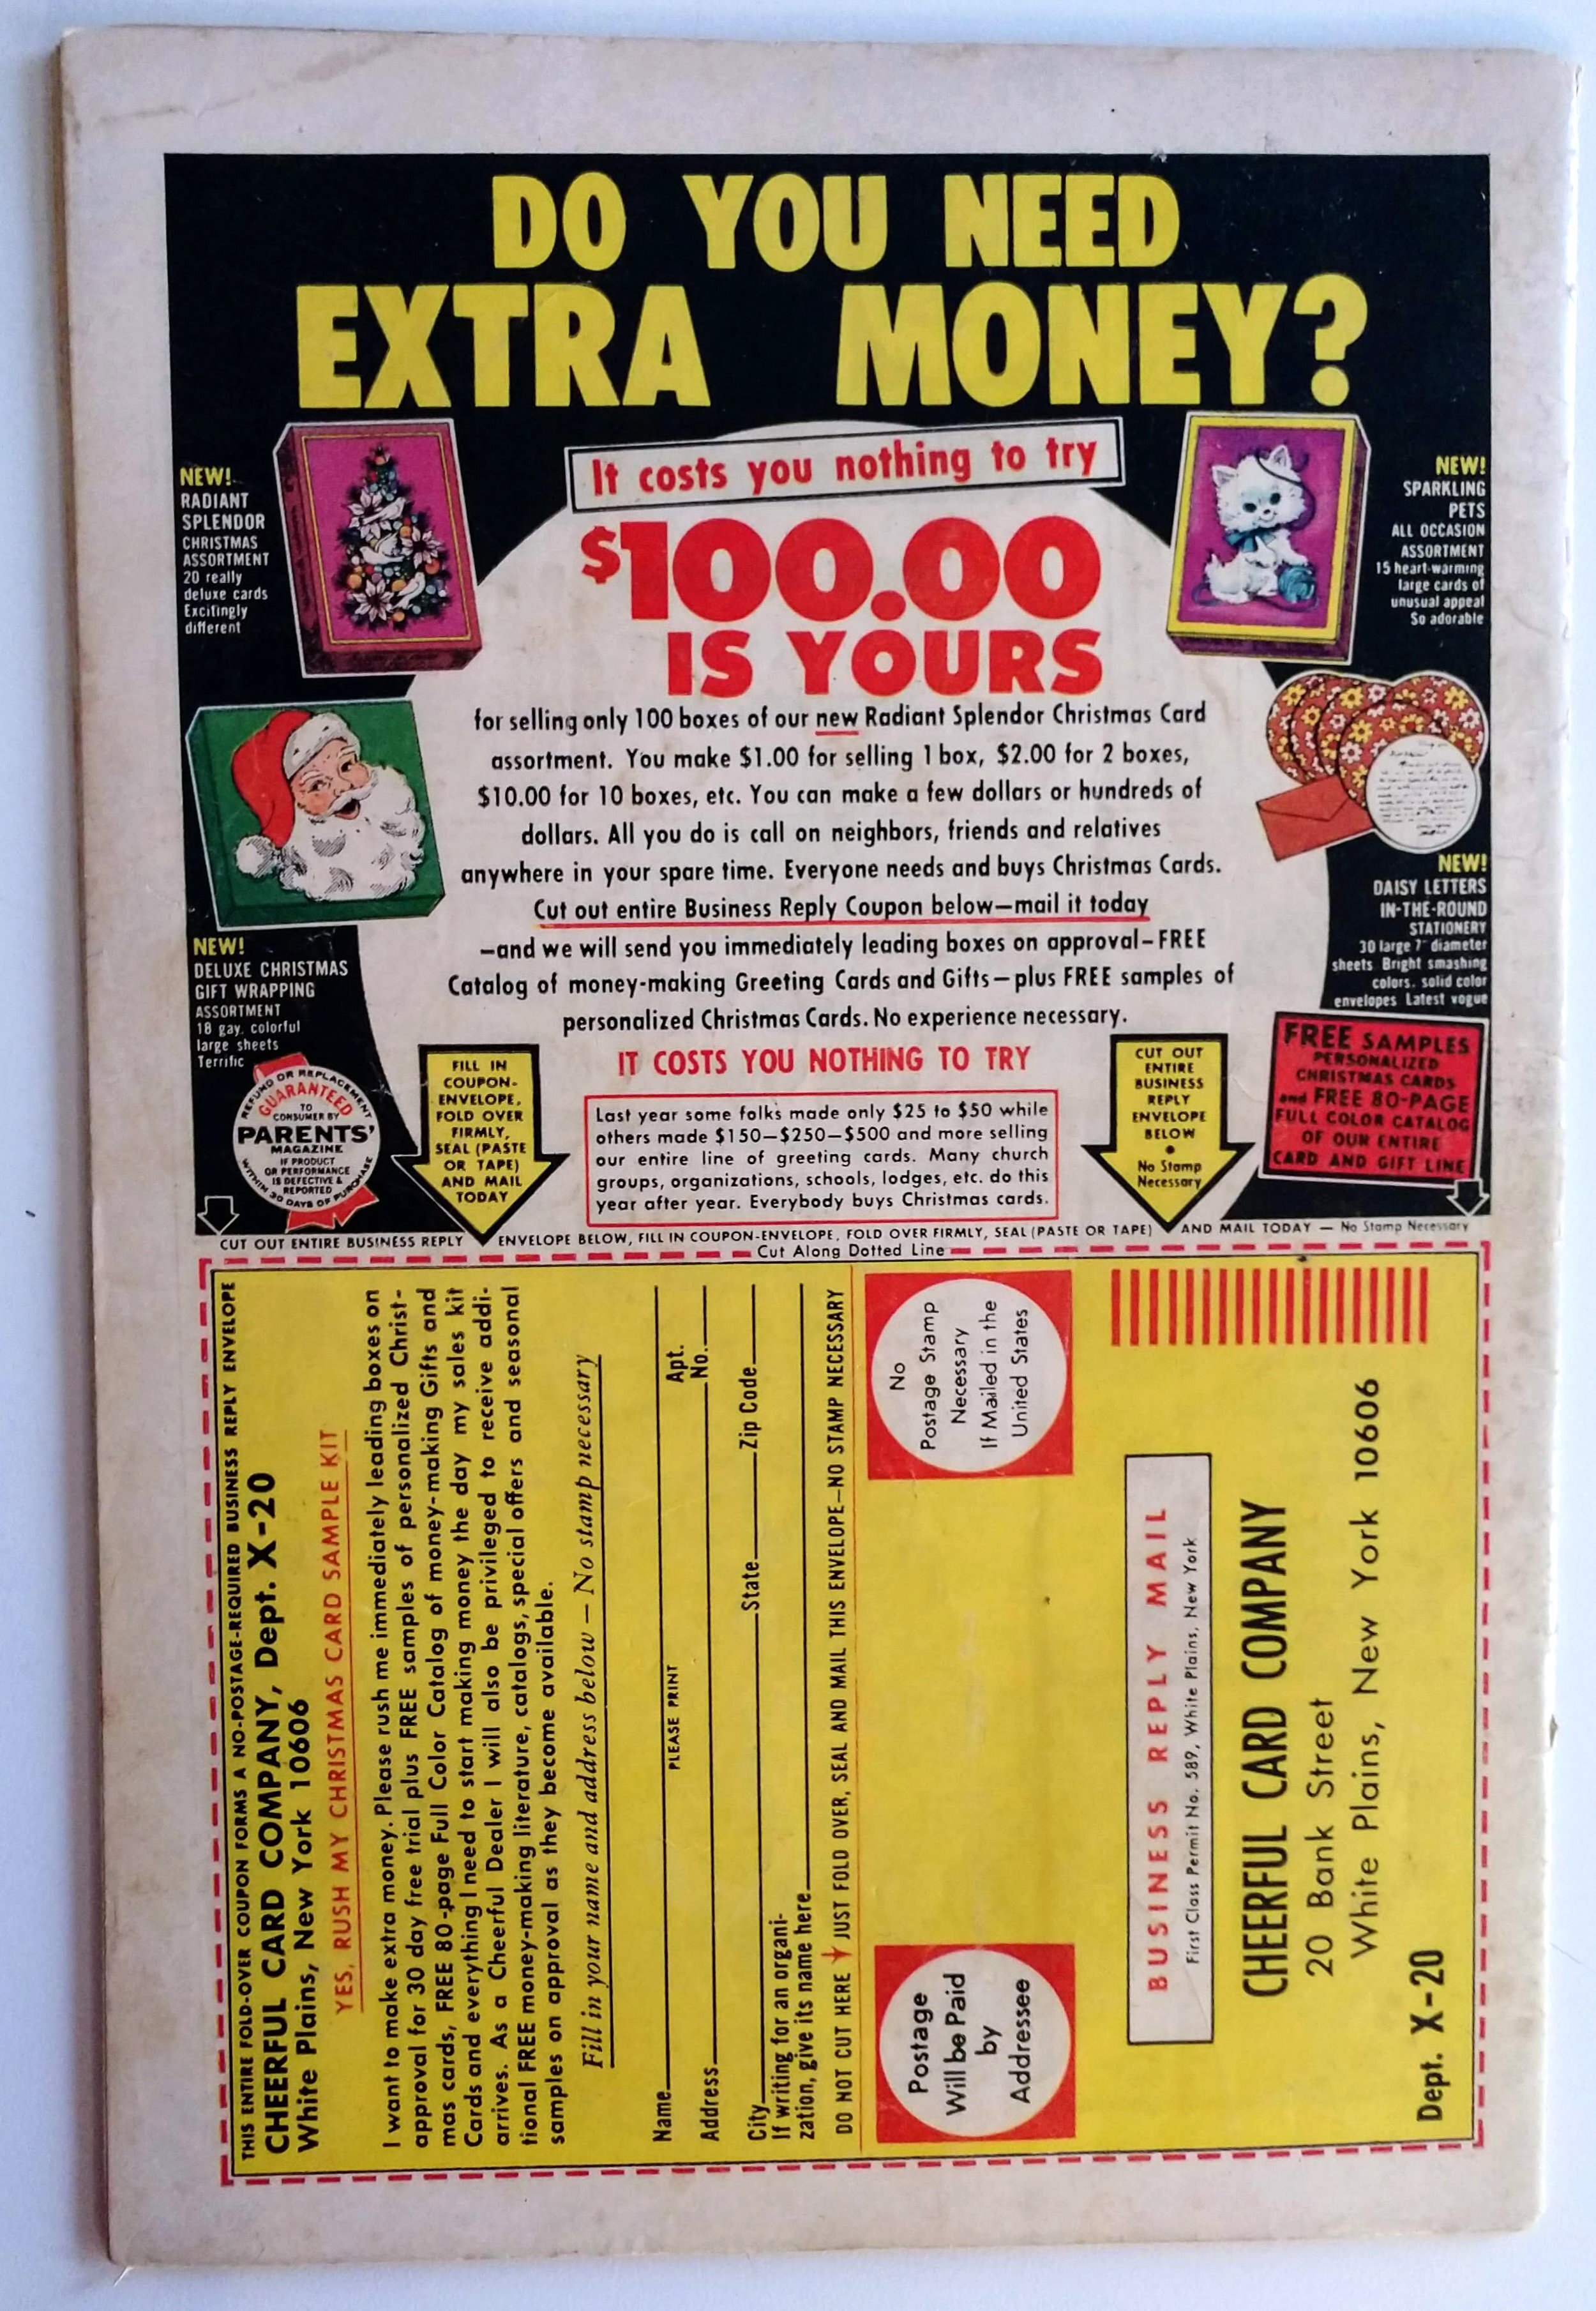 DO YOU NEED
EXTRA MONEY?
It costs you nothing to try
$100.00
IS YOURS
NEW!
RADIANT
SPLENDOR
CHRISTMAS
ASSORTMENT
20 really
deluxe cards
Excitingly
different
NEW!
SPARKLING
PETS
ALL OCCASION
ASSORTMENT
15 heart-warming
large cards of
unusual appeal
So adorable
for selling only 100 boxes of our new Radiant Splendor Christmas Card
assortment. You make $1.00 for selling 1 box, $2.00 for 2 boxes,
$10.00 for 10 boxes, etc. You can make a few dollars or hundreds of
dollars. All you do is call on neighbors, friends and relatives
anywhere in your spare time. Everyone needs and buys Christmas Cards.
Cut out entire Business Reply Coupon below—mail it today
—and we will send you immediately leading boxes on approval—FREE
Catalog of money-making Greeting Cards and Gifts—plus FREE samples of
personalized Christmas Cards. No experience necessary.
IT COSTS YOU NOTHING TO TRY
NEW!
DELUXE CHRISTMAS
GIFT WRAPPING
ASSORTMENT
18 gay, colorful
large sheets
Terrific
NEW!
DAISY LETTERS
IN-THE-ROUND
STATIONERY
30 large 7" diameter
sheets Bright smashing
colors, solid color
envelopes Latest vogue
REFUND OR REPLACEMENT
GUARANTEED
TO
CONSUMER BY
PARENTS'
MAGAZINE
IF PRODUCT
OR PERFORMANCE
IS DEFECTIVE &
REPORTED
WITHIN 30 DAYS OF PURCHASE
FILL IN
COUPON-
ENVELOPE,
FOLD OVER
FIRMLY,
SEAL (PASTE
OR TAPE)
AND MAIL
TODAY
Last year some folks made only $25 to $50 while
others made $150—$250—$500 and more selling
our entire line of greeting cards. Many church
groups, organizations, schools, lodges, etc. do this
year after year. Everybody buys Christmas cards.
CUT OUT
ENTIRE
BUSINESS
REPLY
ENVELOPE
BELOW
•
No Stamp
Necessary
FREE SAMPLES
PERSONALIZED
CHRISTMAS CARDS
and FREE 80-PAGE
FULL COLOR CATALOG
OF OUR ENTIRE
CARD AND GIFT LINE
CUT OUT ENTIRE BUSINESS REPLY ENVELOPE BELOW, FILL IN COUPON-ENVELOPE, FOLD OVER FIRMLY, SEAL (PASTE OR TAPE) AND MAIL TODAY — No Stamp Necessary
Cut Along Dotted Line
THIS ENTIRE FOLD-OVER COUPON FORMS A NO-POSTAGE-REQUIRED BUSINESS REPLY ENVELOPE
CHEERFUL CARD COMPANY, Dept. X-20
White Plains, New York 10606
YES, RUSH MY CHRISTMAS CARD SAMPLE KIT
I want to make extra money. Please rush me immediately leading boxes on
approval for 30 day free trial plus FREE samples of personalized Christ-
mas cards, FREE 80-page Full Color Catalog of money-making Gifts and
Cards and everything I need to start making money the day my sales kit
arrives. As a Cheerful Dealer I will also be privileged to receive addi-
tional FREE money-making literature, catalogs, special offers and seasonal
samples on approval as they become available.
Fill in your name and address below — No stamp necessary
Name
PLEASE PRINT
Address Apt. No.
City State Zip Code
If writing for an organi-
zation, give its name here
DO NOT CUT HERE JUST FOLD OVER, SEAL AND MAIL THIS ENVELOPE—NO STAMP NECESSARY
Postage
Will be Paid
by
Addressee
No
Postage Stamp
Necessary
If Mailed in the
United States
BUSINESS REPLY MAIL
First Class Permit No. 589, White Plains, New York
CHEERFUL CARD COMPANY
20 Bank Street
White Plains, New York 10606
Dept. X-20